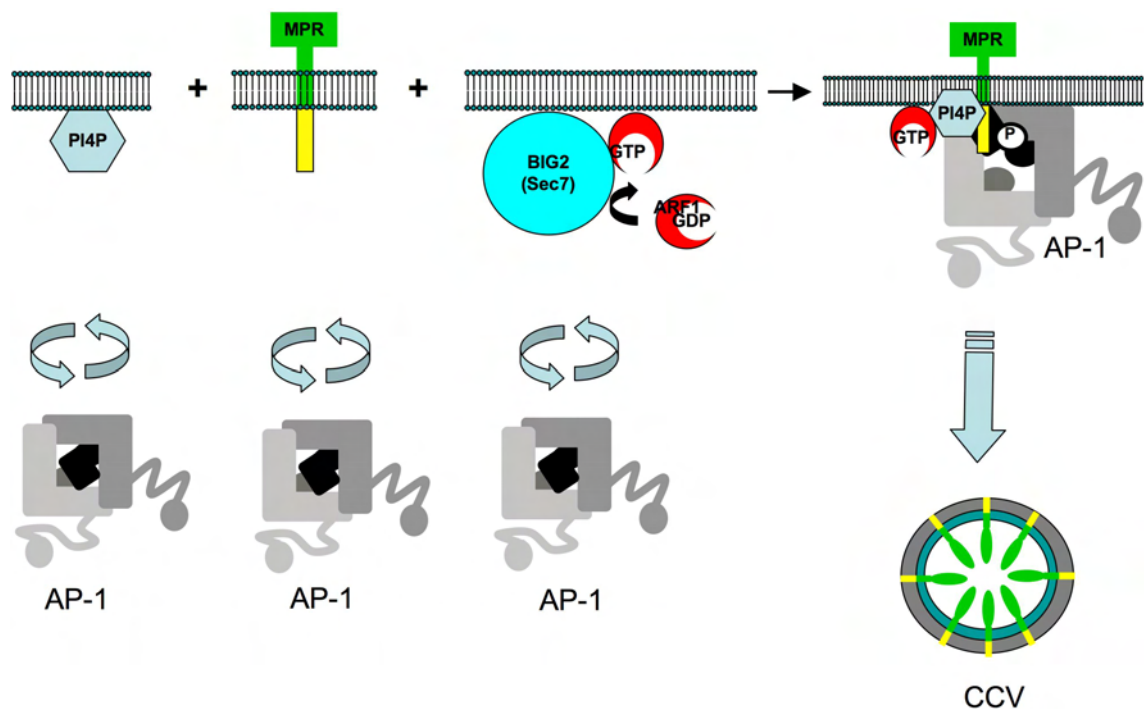 MPR
MPR
+
+
PI4P
BIG2
(Sec7)
GTP
ARF1
GDP
GTP
PI4P
P
AP-1
AP-1
AP-1
AP-1
CCV